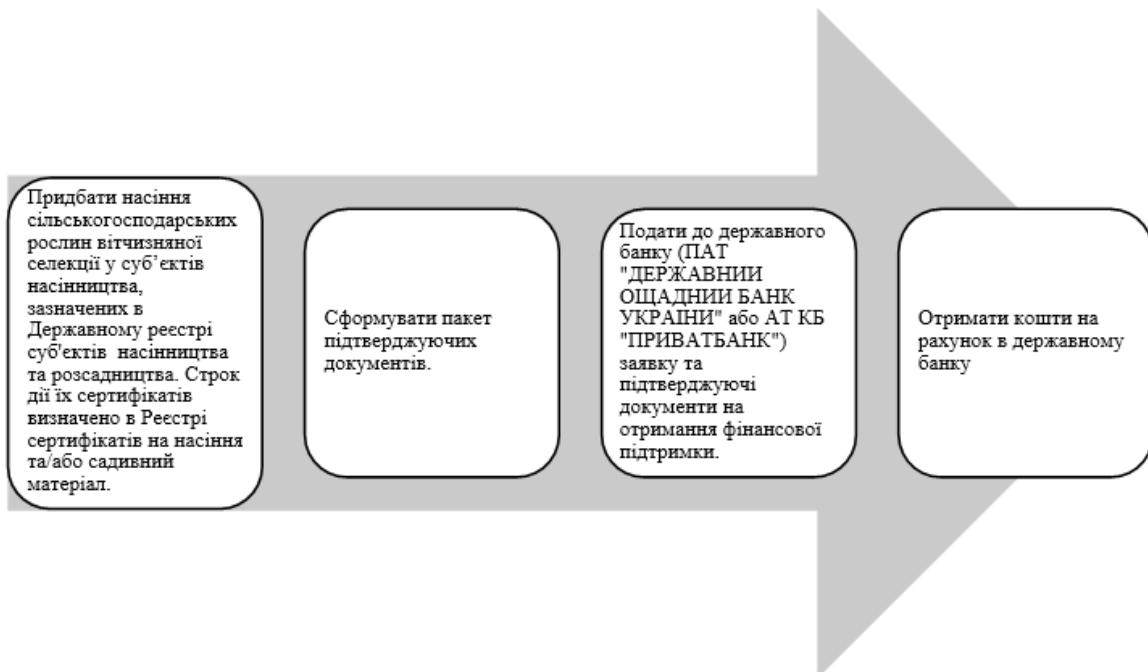 Придбати насіння
сільськогосподарських
рослин вітчизняної
селекції у суб’єктів
насінництва,
зазначених в
Державному реєстрі
суб'єктів насінництва
та розсадництва. Строк
дії їх сертифікатів
визначено в Реєстрі
сертифікатів на насіння
та/або садивний
матеріал.
Сформувати пакет
підтверджуючих
документів.
Подати до державного
банку (ПАТ
"ДЕРЖАВНИЙ
ОЩАДНИЙ БАНК
УКРАЇНИ" або АТ КБ
"ПРИВАТБАНК")
заявку та
підтверджуючі
документи на
отримання фінансової
підтримки.
Отримати кошти на
рахунок в державному
банку